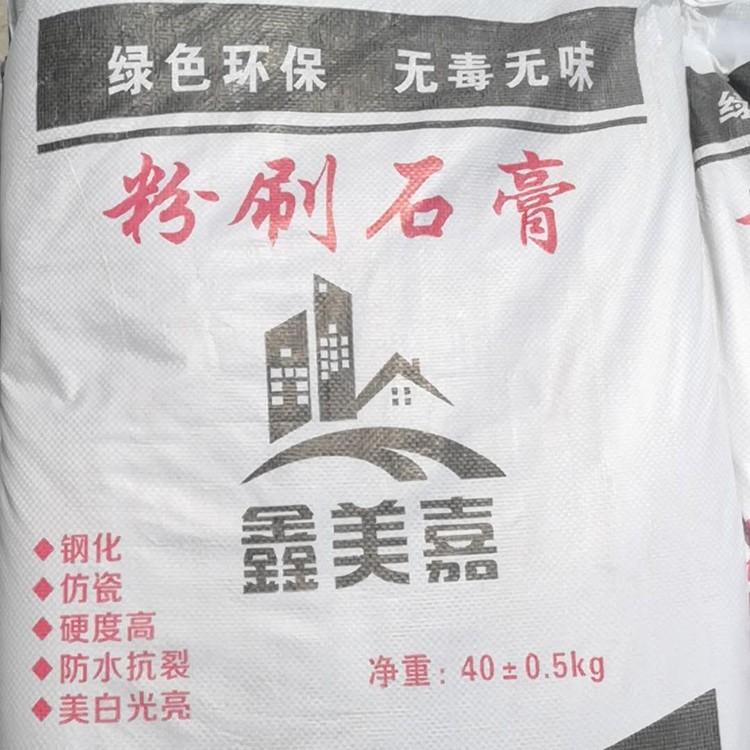 绿色环保 无毒无味
粉刷石膏
鑫美嘉
◆钢化
◆仿瓷
◆硬度高
◆防水抗裂
◆美白光亮
净重：40±0.5kg
绿